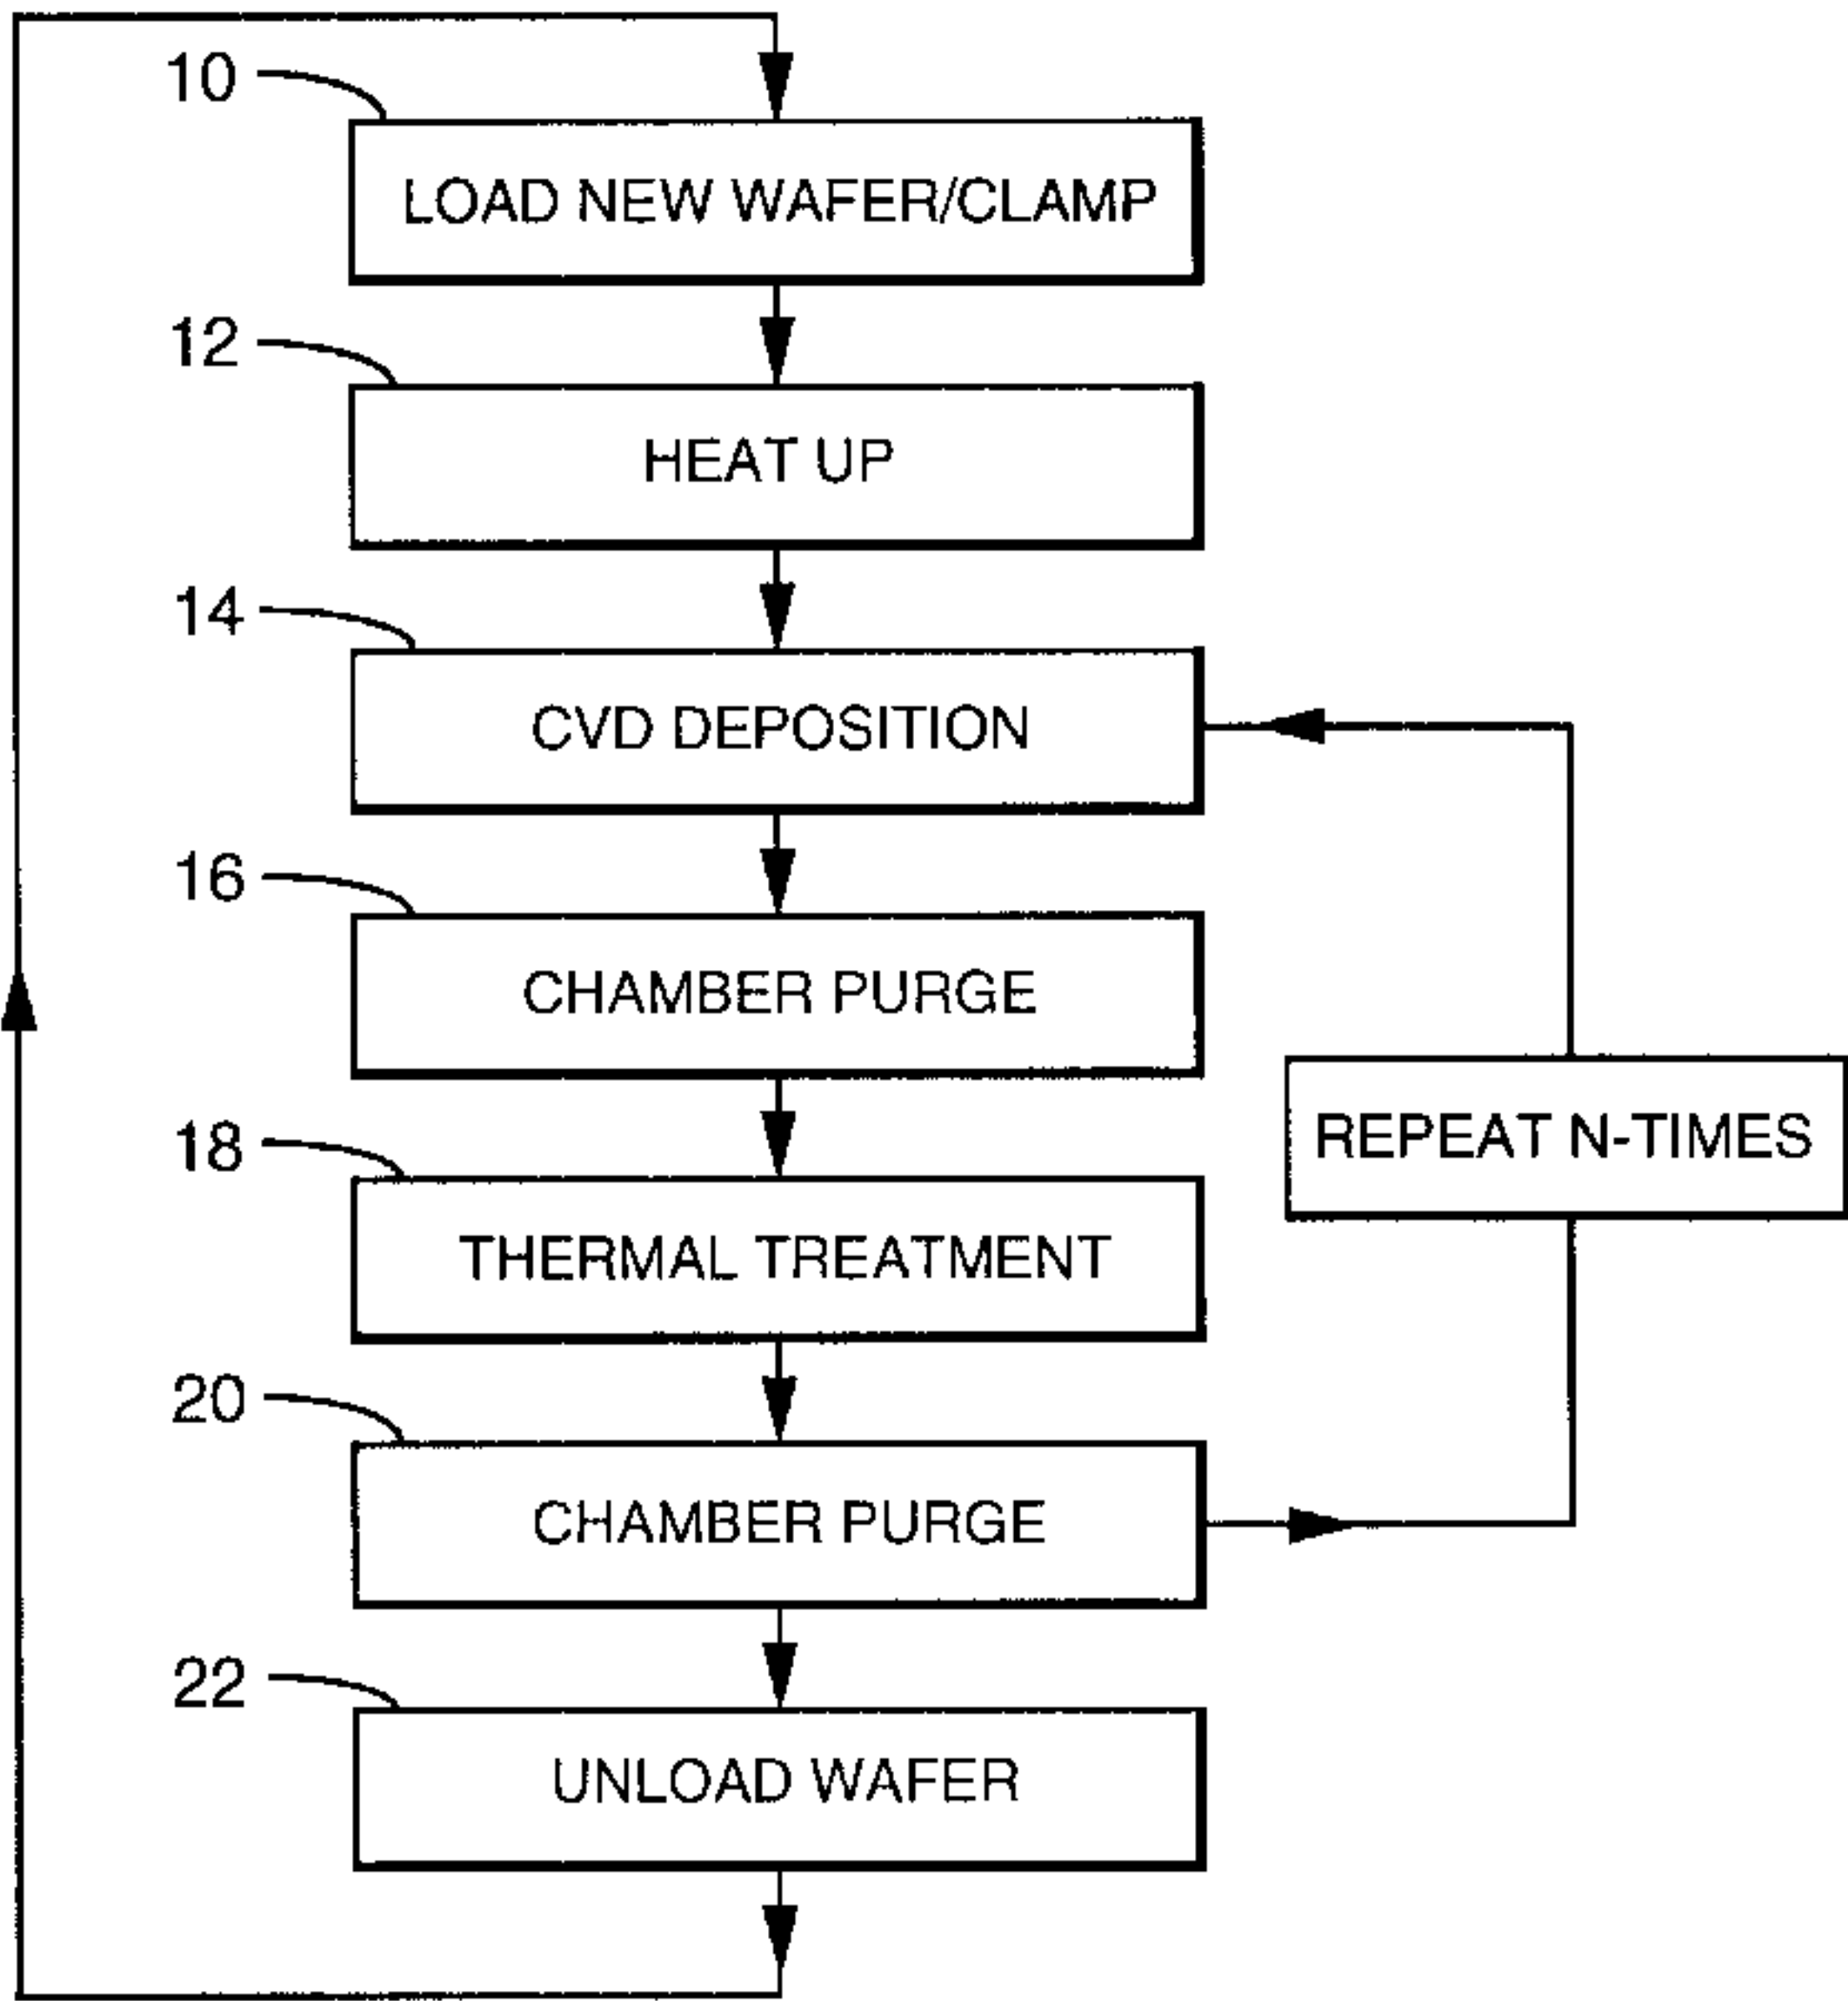 10
LOAD NEW WAFER/CLAMP
12
HEAT UP
14
CVD DEPOSITION
16
CHAMBER PURGE
18
THERMAL TREATMENT
REPEAT N-TIMES
20
CHAMBER PURGE
22
UNLOAD WAFER